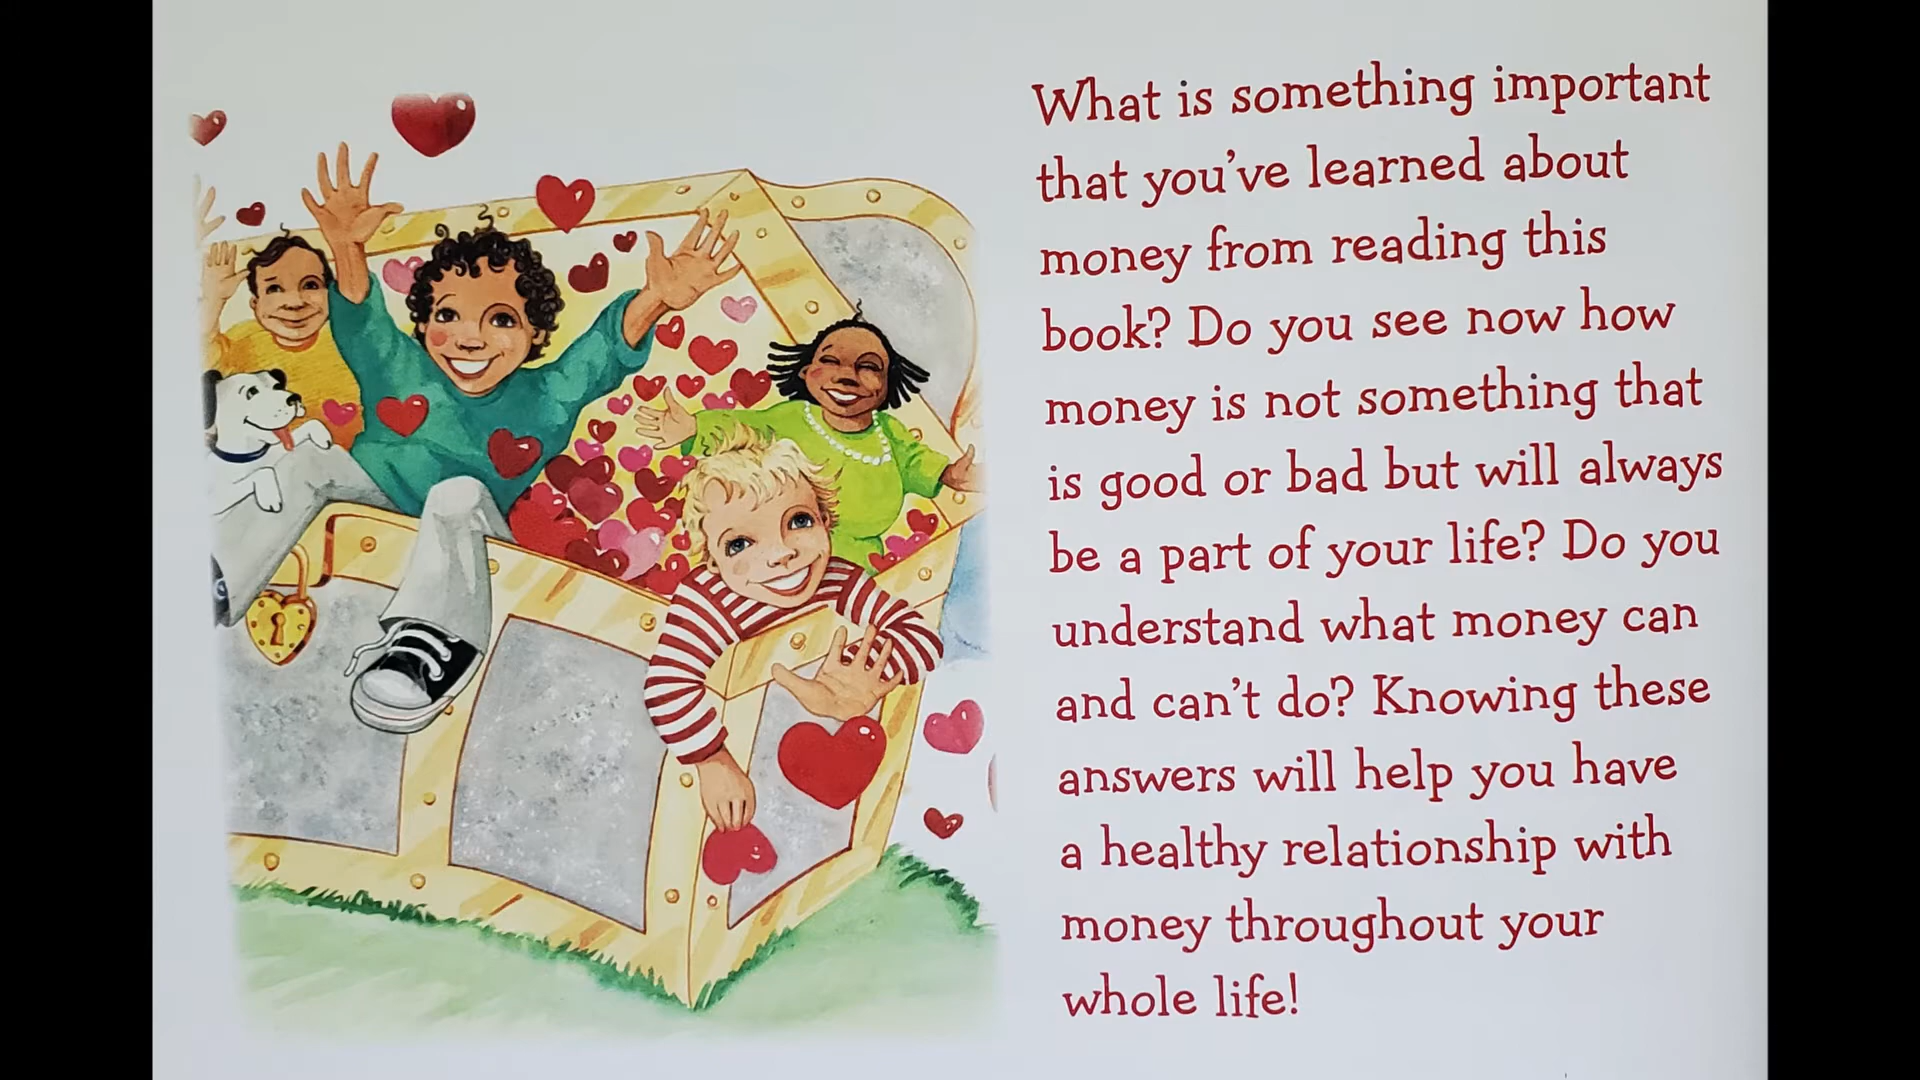 What is something important
that you've learned about
money from reading this
book? Do you see now how
money is not something that
is good or bad but will always
be a part of your life? Do you
understand what money can
and can't do? Knowing these
answers will help you have
a healthy relationship with
money throughout your
whole life!